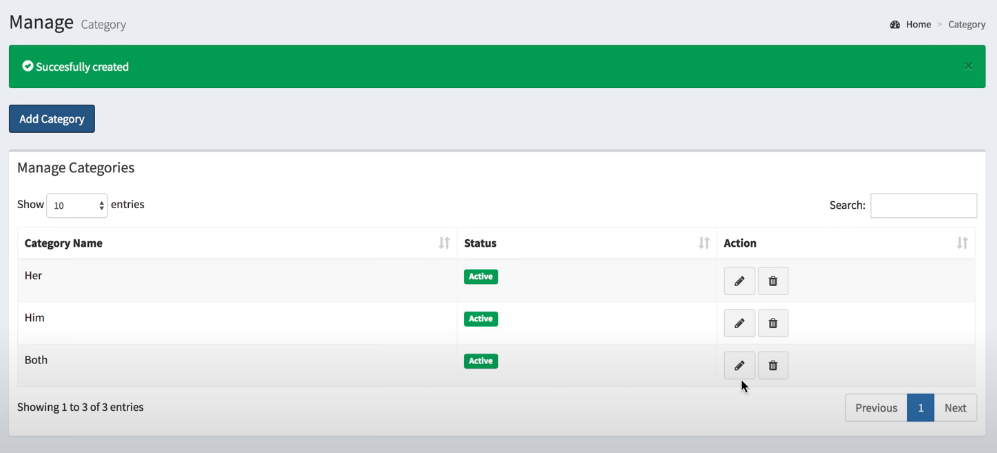 Manage Category
Home > Category
Succesfully created ×
Add Category
Manage Categories
Show 10 entries Search:
Category Name Status Action
Her Active
Him Active
Both Active
Showing 1 to 3 of 3 entries Previous 1 Next